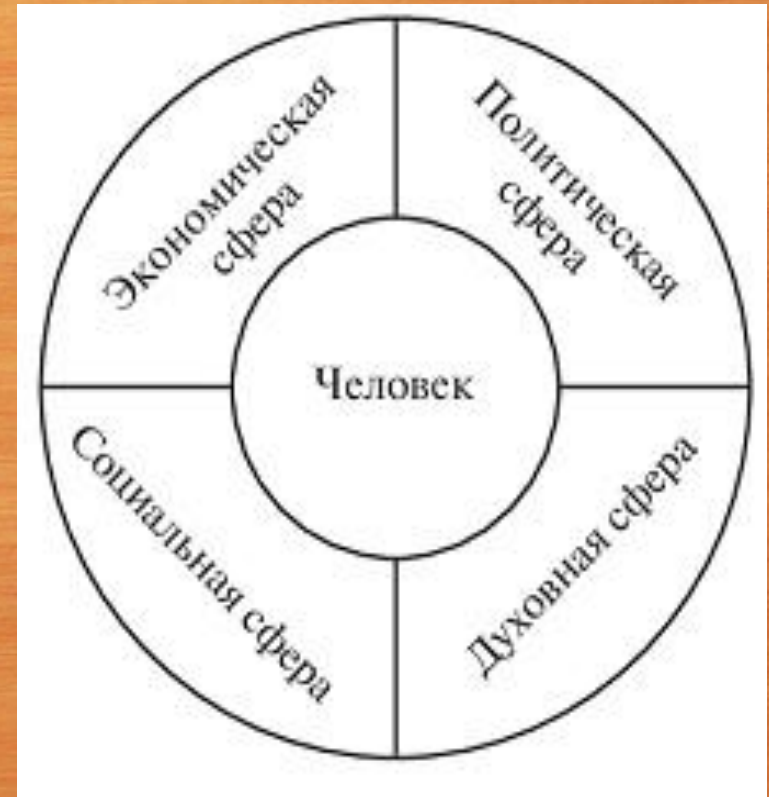 Экономическая
сфера
Политическая
сфера
Человек
Социальная сфера
Духовная сфера